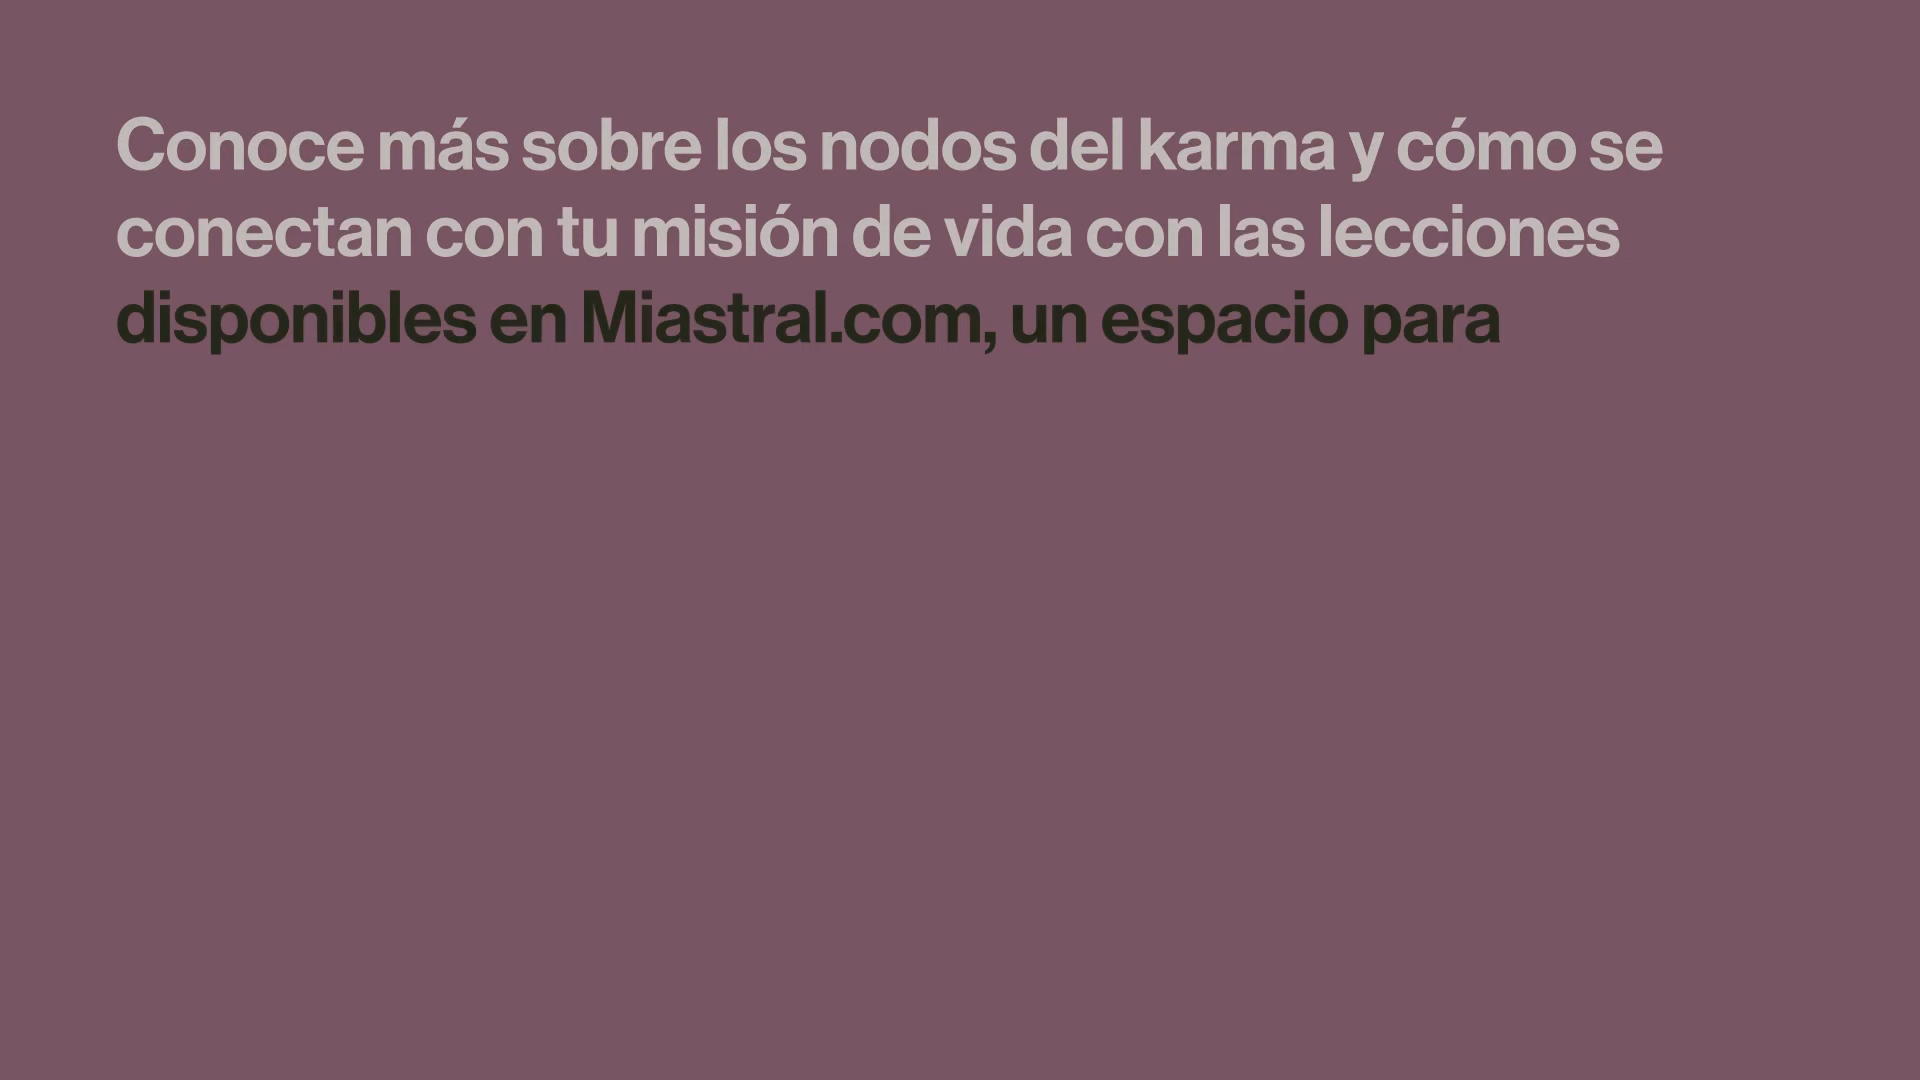 Conoce más sobre los nodos del karma y cómo se
conectan con tu misión de vida con las lecciones
disponibles en Miastral.com, un espacio para